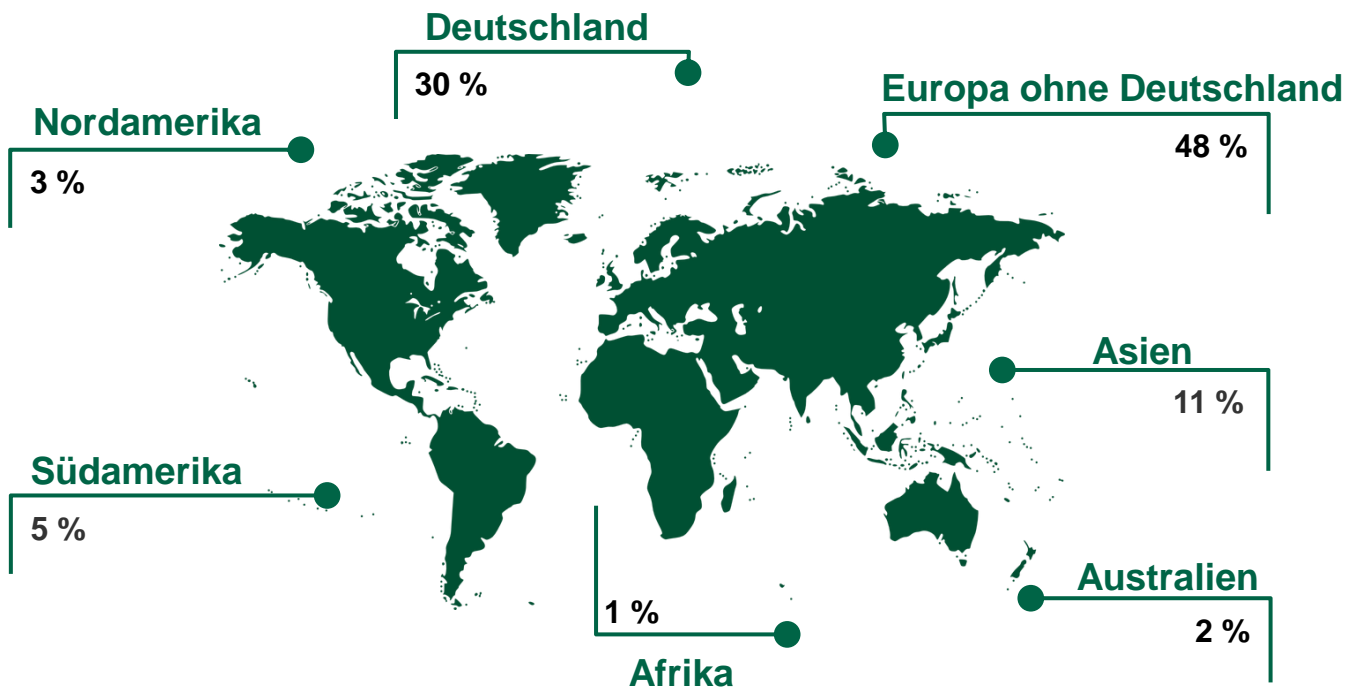 Deutschland
30 %
Europa ohne Deutschland
48 %
Nordamerika
3 %
Asien
11 %
Südamerika
5 %
Australien
2 %
1 %
Afrika